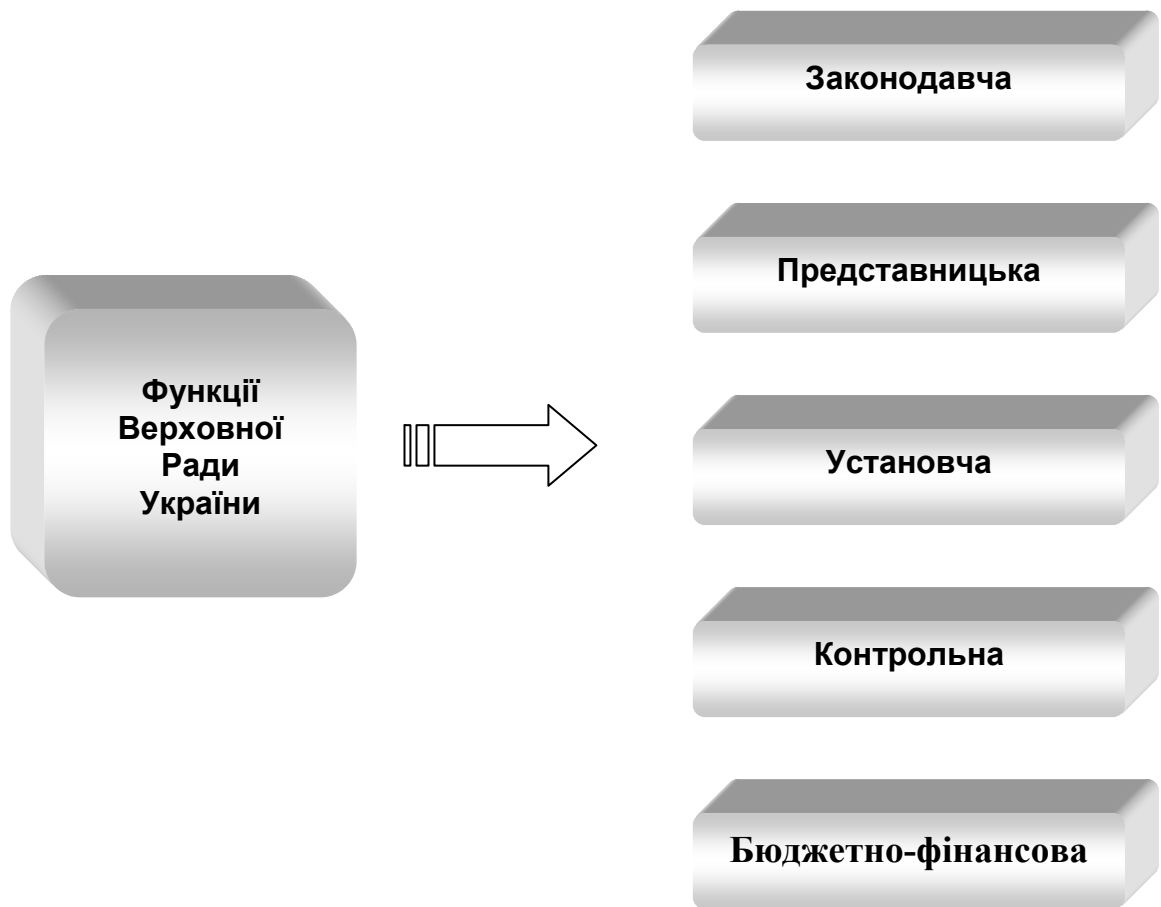 Функції
Верховної
Ради
України
Законодавча
Представницька
Установча
Контрольна
Бюджетно-фінансова